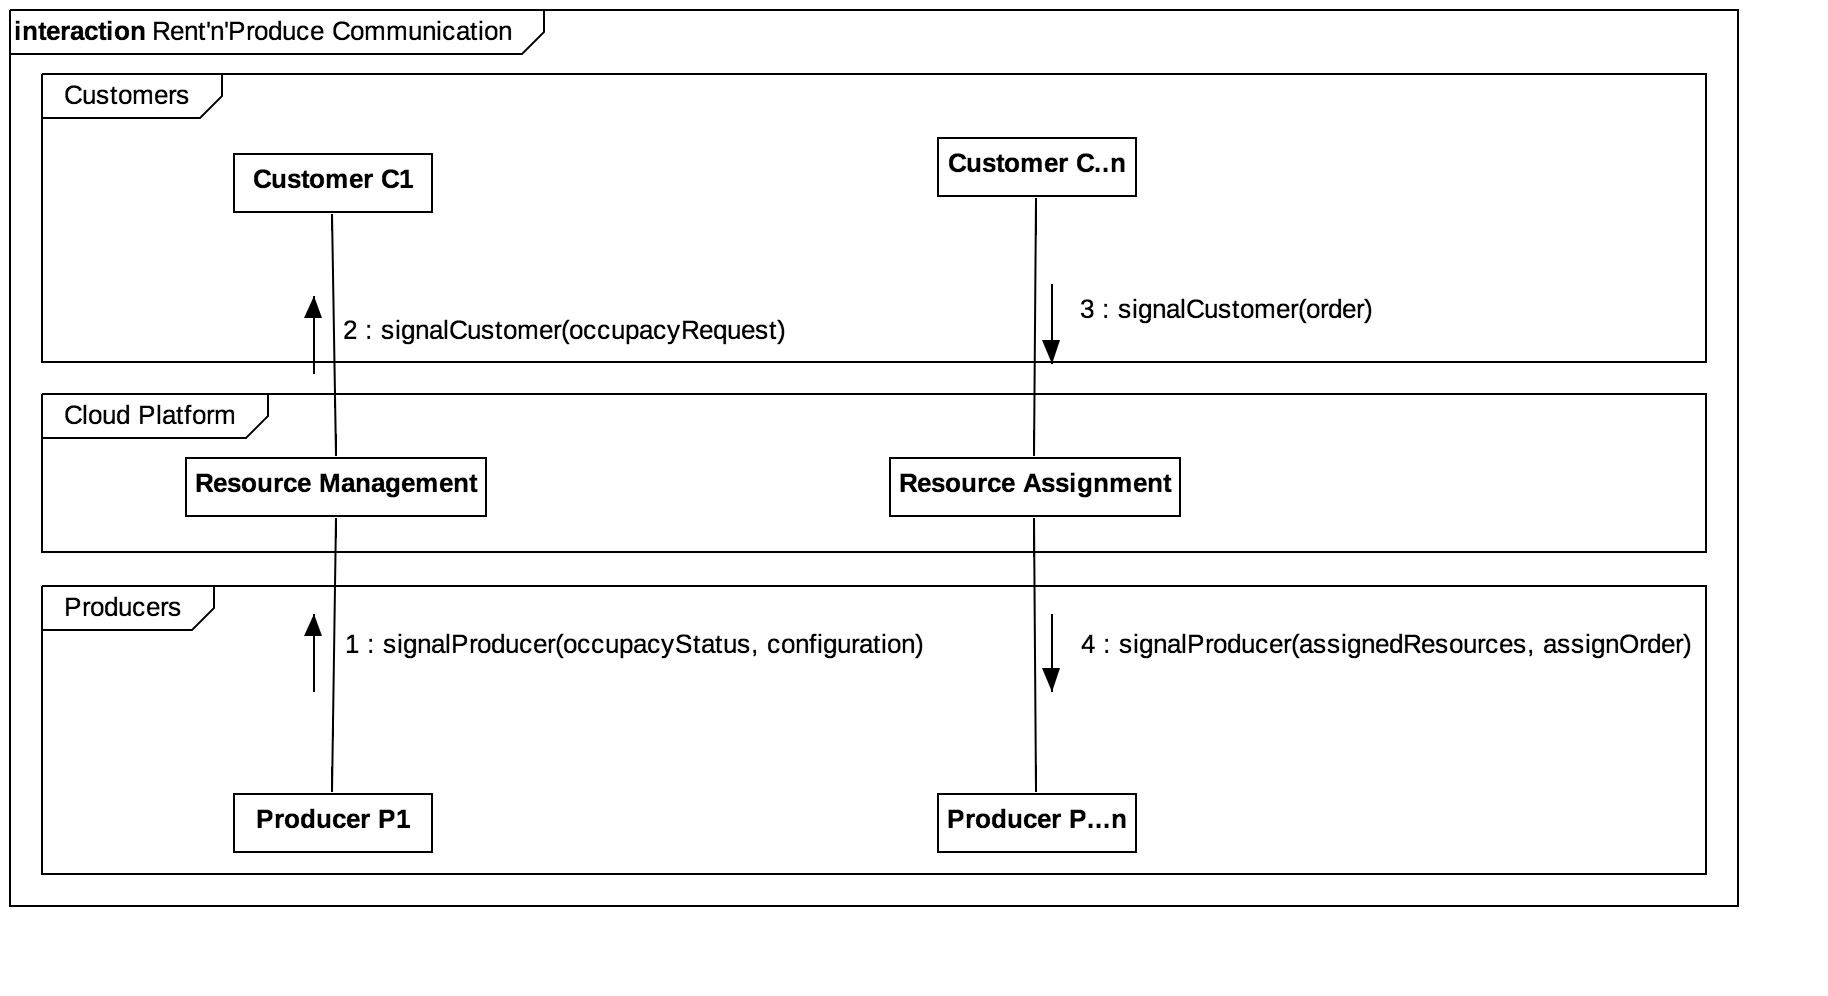 interaction Rent'n'Produce Communication
Customers
Customer C1
Customer C..n
2 : signalCustomer(occupacyRequest)
3 : signalCustomer(order)
Cloud Platform
Resource Management
Resource Assignment
Producers
1 : signalProducer(occupacyStatus, configuration)
4 : signalProducer(assignedResources, assignOrder)
Producer P1
Producer P...n